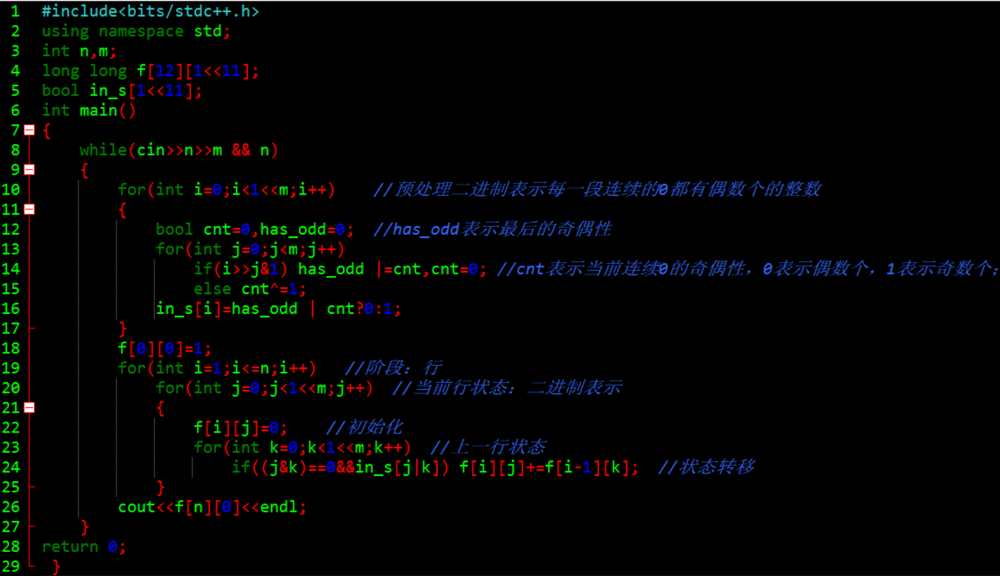 1 #include<bits/stdc++.h>
2 using namespace std;
3 int n,m;
4 long long f[12][1<<11];
5 bool in_s[1<<11];
6 int main()
7 {
8 while(cin>>n>>m && n)
9 {
10 for(int i=0;i<1<<m;i++) //预处理二进制表示每一段连续的0都有偶数个的整数
11 {
12 bool cnt=0,has_odd=0; //has_odd表示最后的奇偶性
13 for(int j=0;j<m;j++)
14 if(i>>j&1) has_odd |=cnt,cnt=0; //cnt表示当前连续0的奇偶性，0表示偶数个，1表示奇数个；
15 else cnt^=1;
16 in_s[i]=has_odd | cnt?0:1;
17 }
18 f[0][0]=1;
19 for(int i=1;i<=n;i++) //阶段：行
20 for(int j=0;j<1<<m;j++) //当前行状态：二进制表示
21 {
22 f[i][j]=0; //初始化
23 for(int k=0;k<1<<m;k++) //上一行状态
24 if((j&k)==0&&in_s[j|k]) f[i][j]+=f[i-1][k]; //状态转移
25 }
26 cout<<f[n][0]<<endl;
27 }
28 return 0;
29 }